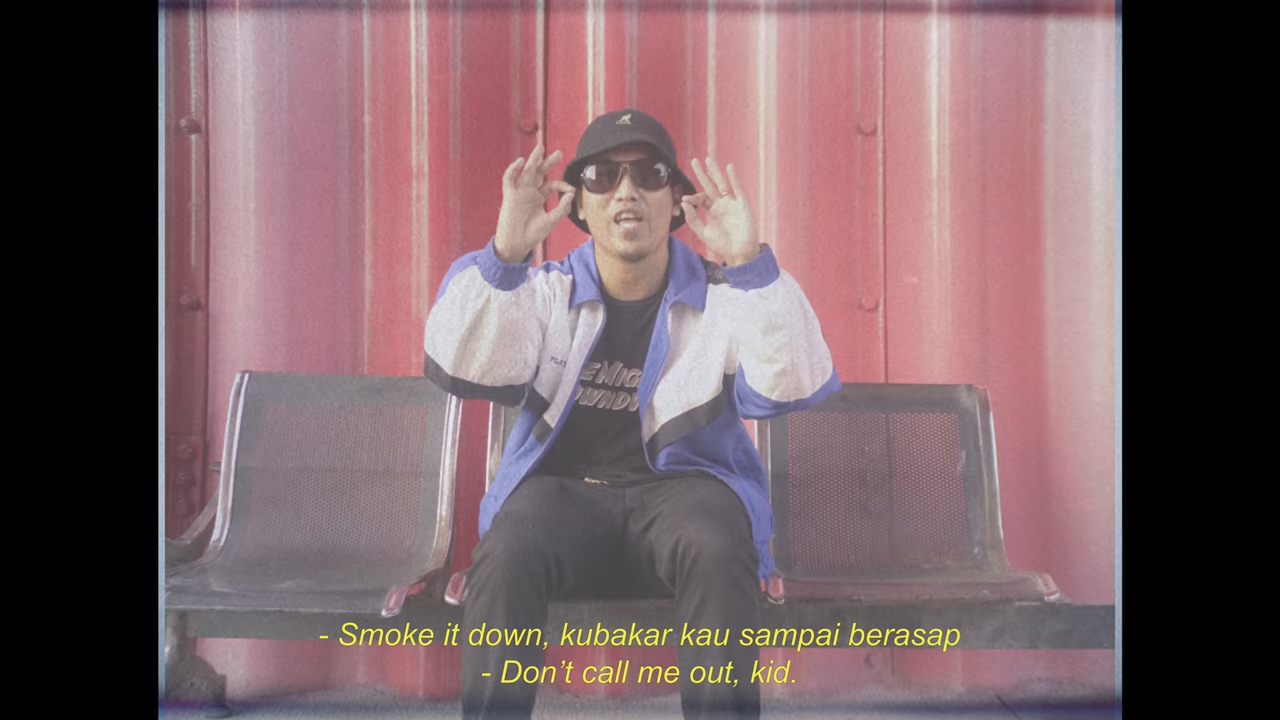 - Smoke it down, kubakar kau sampai berasap
- Don't call me out, kid.